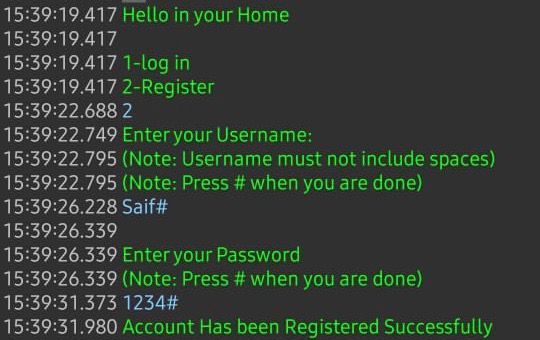 15:39:19.417 Hello in your Home
15:39:19.417
15:39:19.417 1-log in
15:39:19.417 2-Register
15:39:22.688 2
15:39:22.749 Enter your Username:
15:39:22.795 (Note: Username must not include spaces)
15:39:22.795 (Note: Press # when you are done)
15:39:26.228 Saif#
15:39:26.339
15:39:26.339 Enter your Password
15:39:26.339 (Note: Press # when you are done)
15:39:31.373 1234#
15:39:31.980 Account Has been Registered Successfully